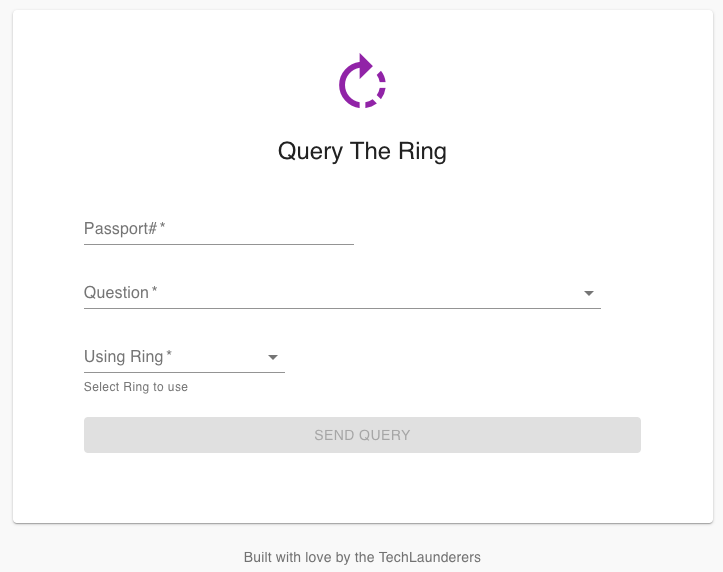 Query The Ring
Passport# *
Question *
Using Ring *
Select Ring to use
SEND QUERY
Built with love by the TechLaunderers